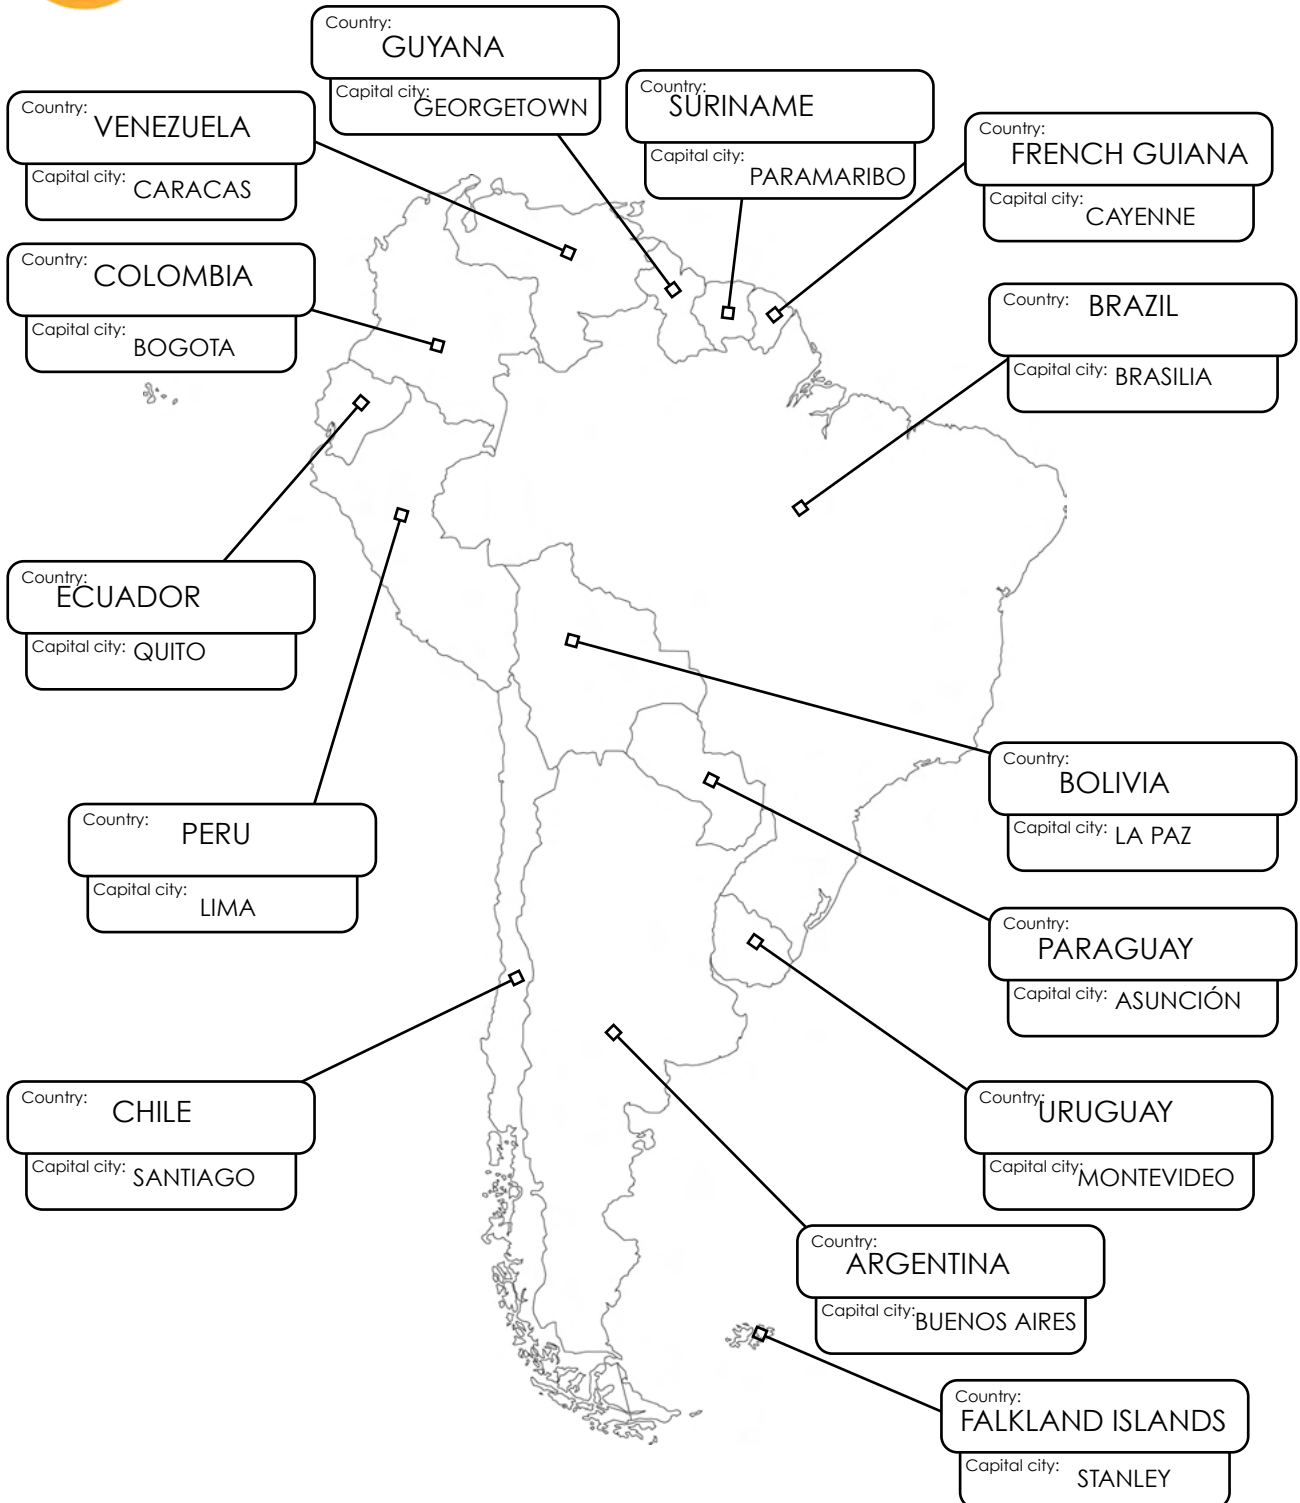 Country:
GUYANA
Capital city:
GEORGETOWN
Country:
SURINAME
Capital city:
PARAMARIBO
Country:
VENEZUELA
Capital city:
CARACAS
Country:
FRENCH GUIANA
Capital city:
CAYENNE
Country:
COLOMBIA
Capital city:
BOGOTA
Country:
BRAZIL
Capital city:
BRASILIA
Country:
ECUADOR
Capital city:
QUITO
Country:
BOLIVIA
Capital city:
LA PAZ
Country:
PERU
Capital city:
LIMA
Country:
PARAGUAY
Capital city:
ASUNCIÓN
Country:
CHILE
Capital city:
SANTIAGO
Country:
URUGUAY
Capital city:
MONTEVIDEO
Country:
ARGENTINA
Capital city:
BUENOS AIRES
Country:
FALKLAND ISLANDS
Capital city:
STANLEY